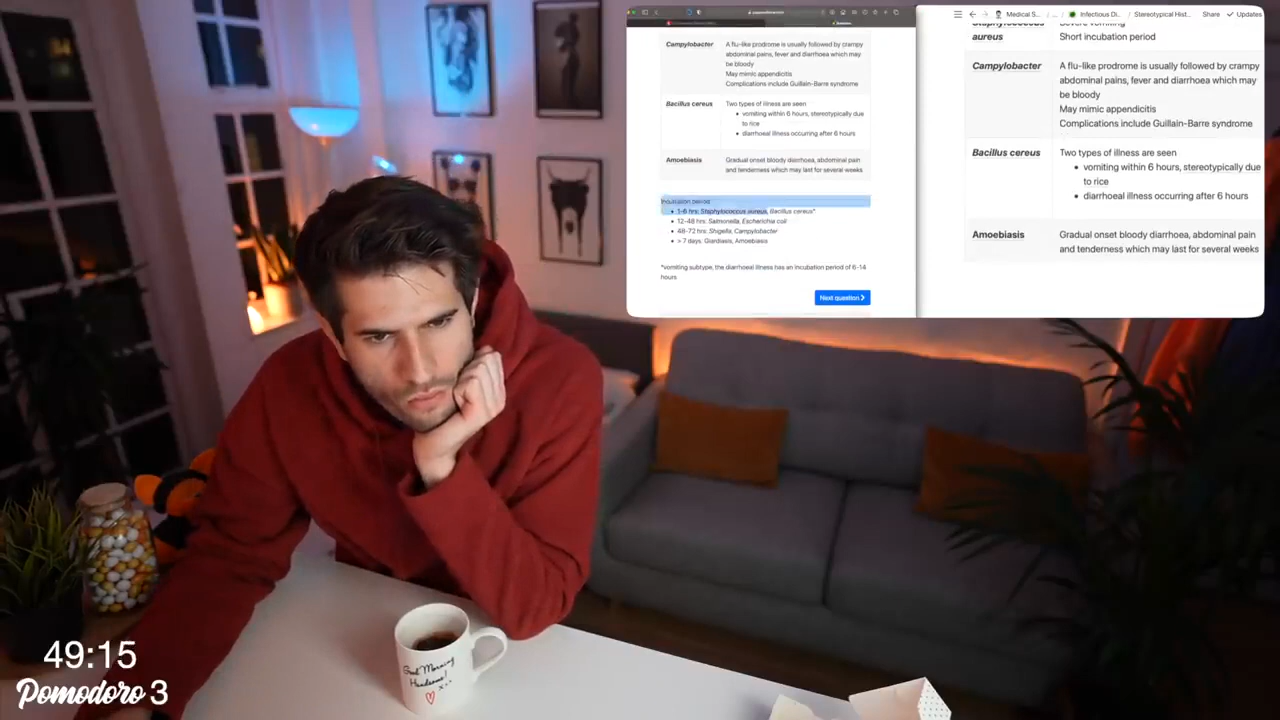 Campylobacter
A flu-like prodrome is usually followed by crampy
abdominal pains, fever and diarrhoea which may
be bloody
May mimic appendicitis
Complications include Guillain-Barre syndrome
Bacillus cereus
Two types of illness are seen
vomiting within 6 hours, stereotypically due
to rice
diarrhoeal illness occurring after 6 hours
Amoebiasis
Gradual onset bloody diarrhoea, abdominal pain
and tenderness which may last for several weeks
Incubation period
1-6 hrs: Staphylococcus aureus, Bacillus cereus*
12-48 hrs: Salmonella, Escherichia coli
48-72 hrs: Shigella, Campylobacter
> 7 days: Giardiasis, Amoebiasis
*vomiting subtype, the diarrhoeal illness has an incubation period of 6-14
hours
Next question
Medical S... / ... / Infectious Di... / Stereotypical Hist... Share Updates
Staphylococcus
aureus
Severe vomiting
Short incubation period
Campylobacter
A flu-like prodrome is usually followed by crampy
abdominal pains, fever and diarrhoea which may
be bloody
May mimic appendicitis
Complications include Guillain-Barre syndrome
Bacillus cereus
Two types of illness are seen
vomiting within 6 hours, stereotypically due
to rice
diarrhoeal illness occurring after 6 hours
Amoebiasis
Gradual onset bloody diarrhoea, abdominal pain
and tenderness which may last for several weeks
Good Morning
Handsome!
49:15
Pomodoro 3